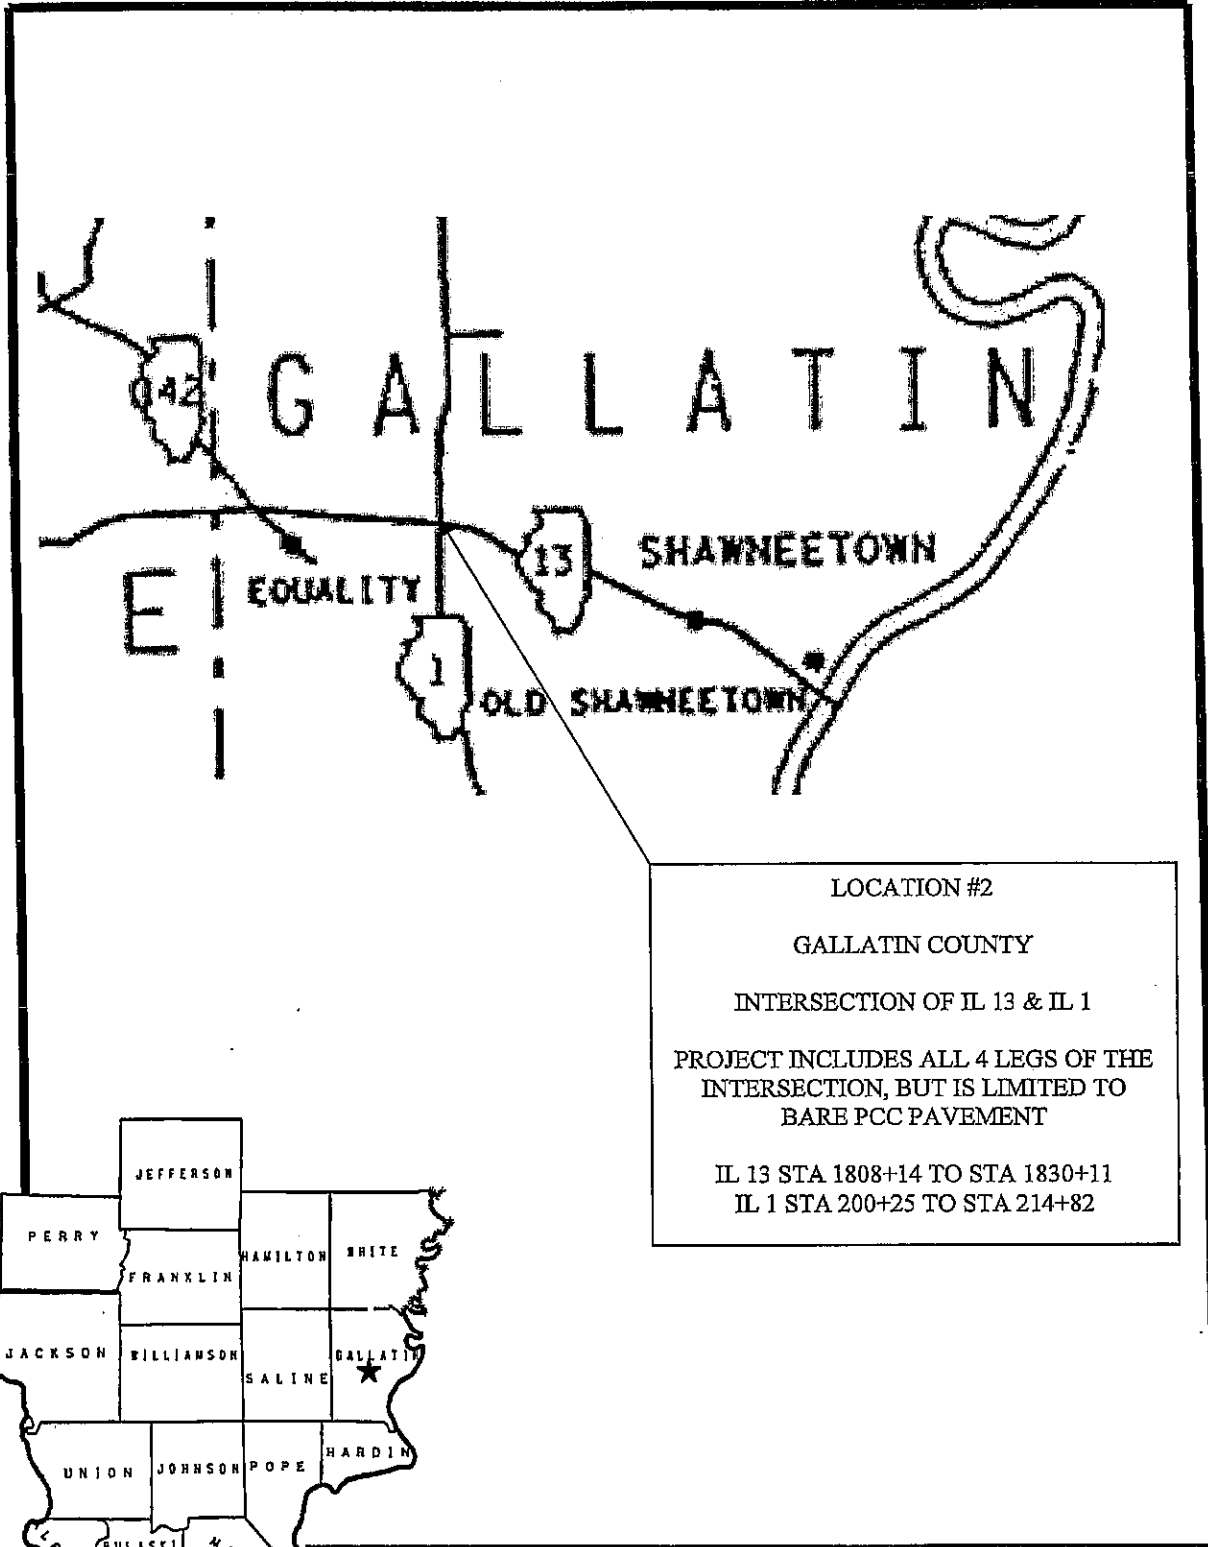 GALLATIN
142
13
SHAWNEETOWN
E
EQUALITY
1
OLD SHAWNEETOWN
LOCATION #2
GALLATIN COUNTY
INTERSECTION OF IL 13 & IL 1
PROJECT INCLUDES ALL 4 LEGS OF THE
INTERSECTION, BUT IS LIMITED TO
BARE PCC PAVEMENT
IL 13 STA 1808+14 TO STA 1830+11
IL 1 STA 200+25 TO STA 214+82
JEFFERSON
PERRY
HAMILTON
WHITE
FRANKLIN
JACKSON
WILLIAMSON
GALLATIN
SALINE
HARDIN
UNION
JOHNSON
POPE